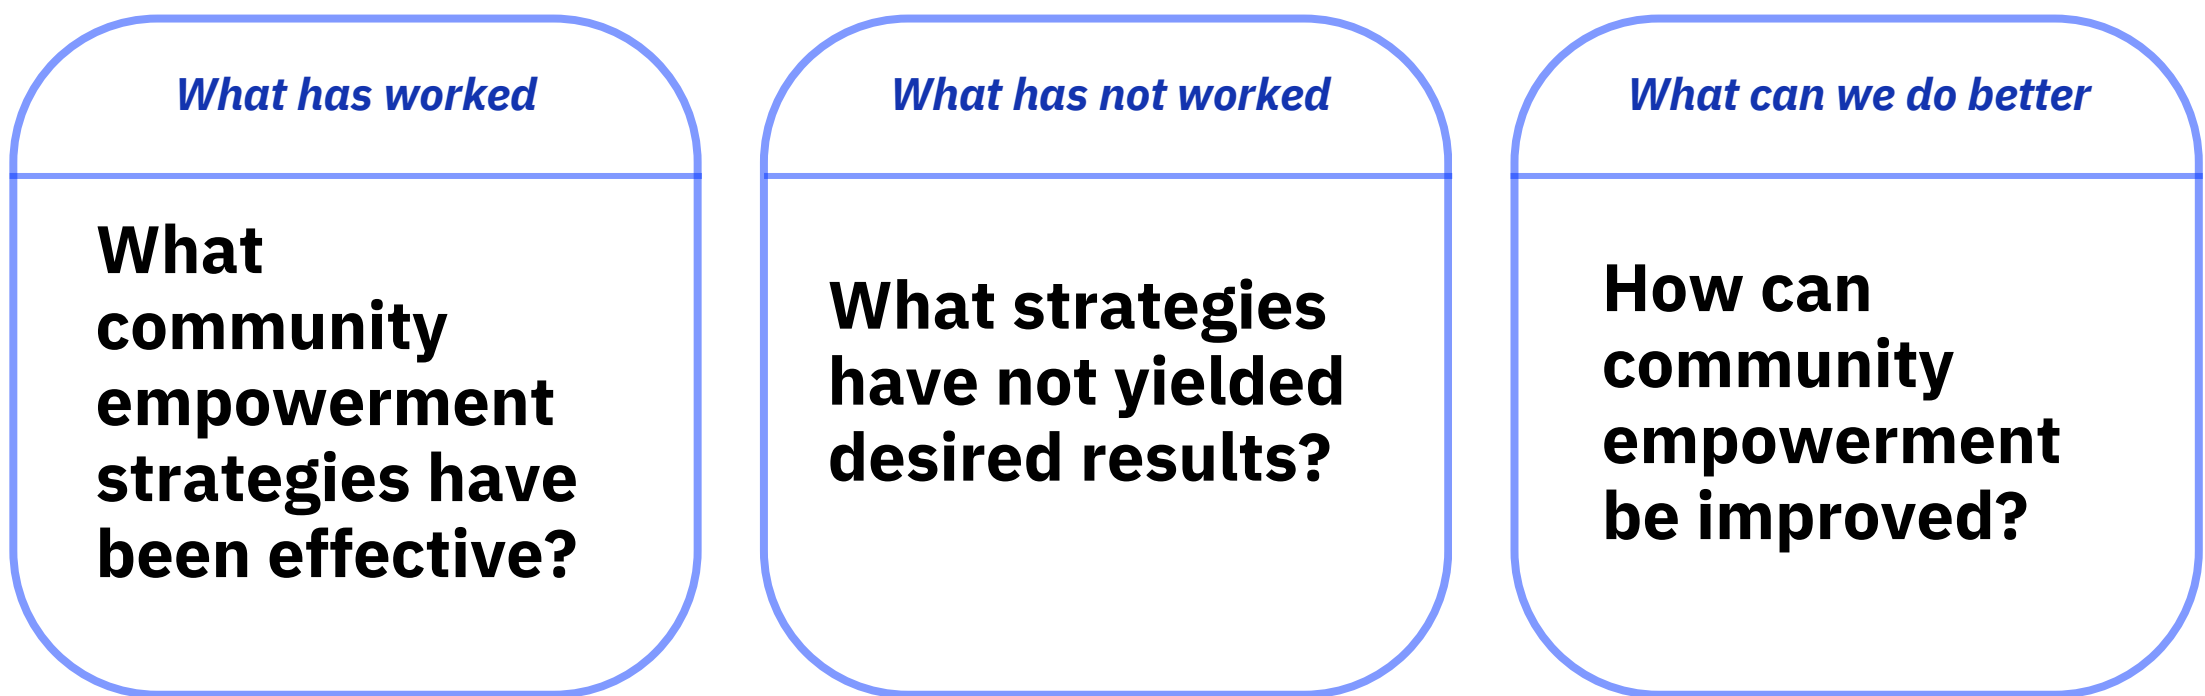 What has worked
What
community
empowerment
strategies have
been effective?
What has not worked
What strategies
have not yielded
desired results?
What can we do better
How can
community
empowerment
be improved?